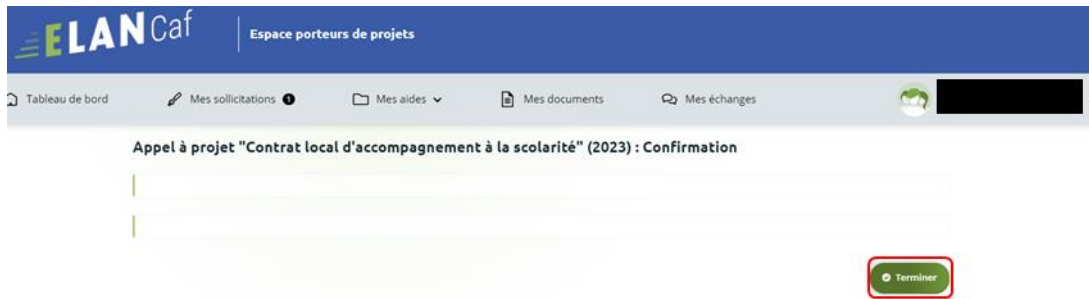 ELAN Caf
Espace porteurs de projets
Tableau de bord
Mes sollicitations 1
Mes aides
Mes documents
Mes échanges
Appel à projet "Contrat local d'accompagnement à la scolarité" (2023) : Confirmation
Terminer